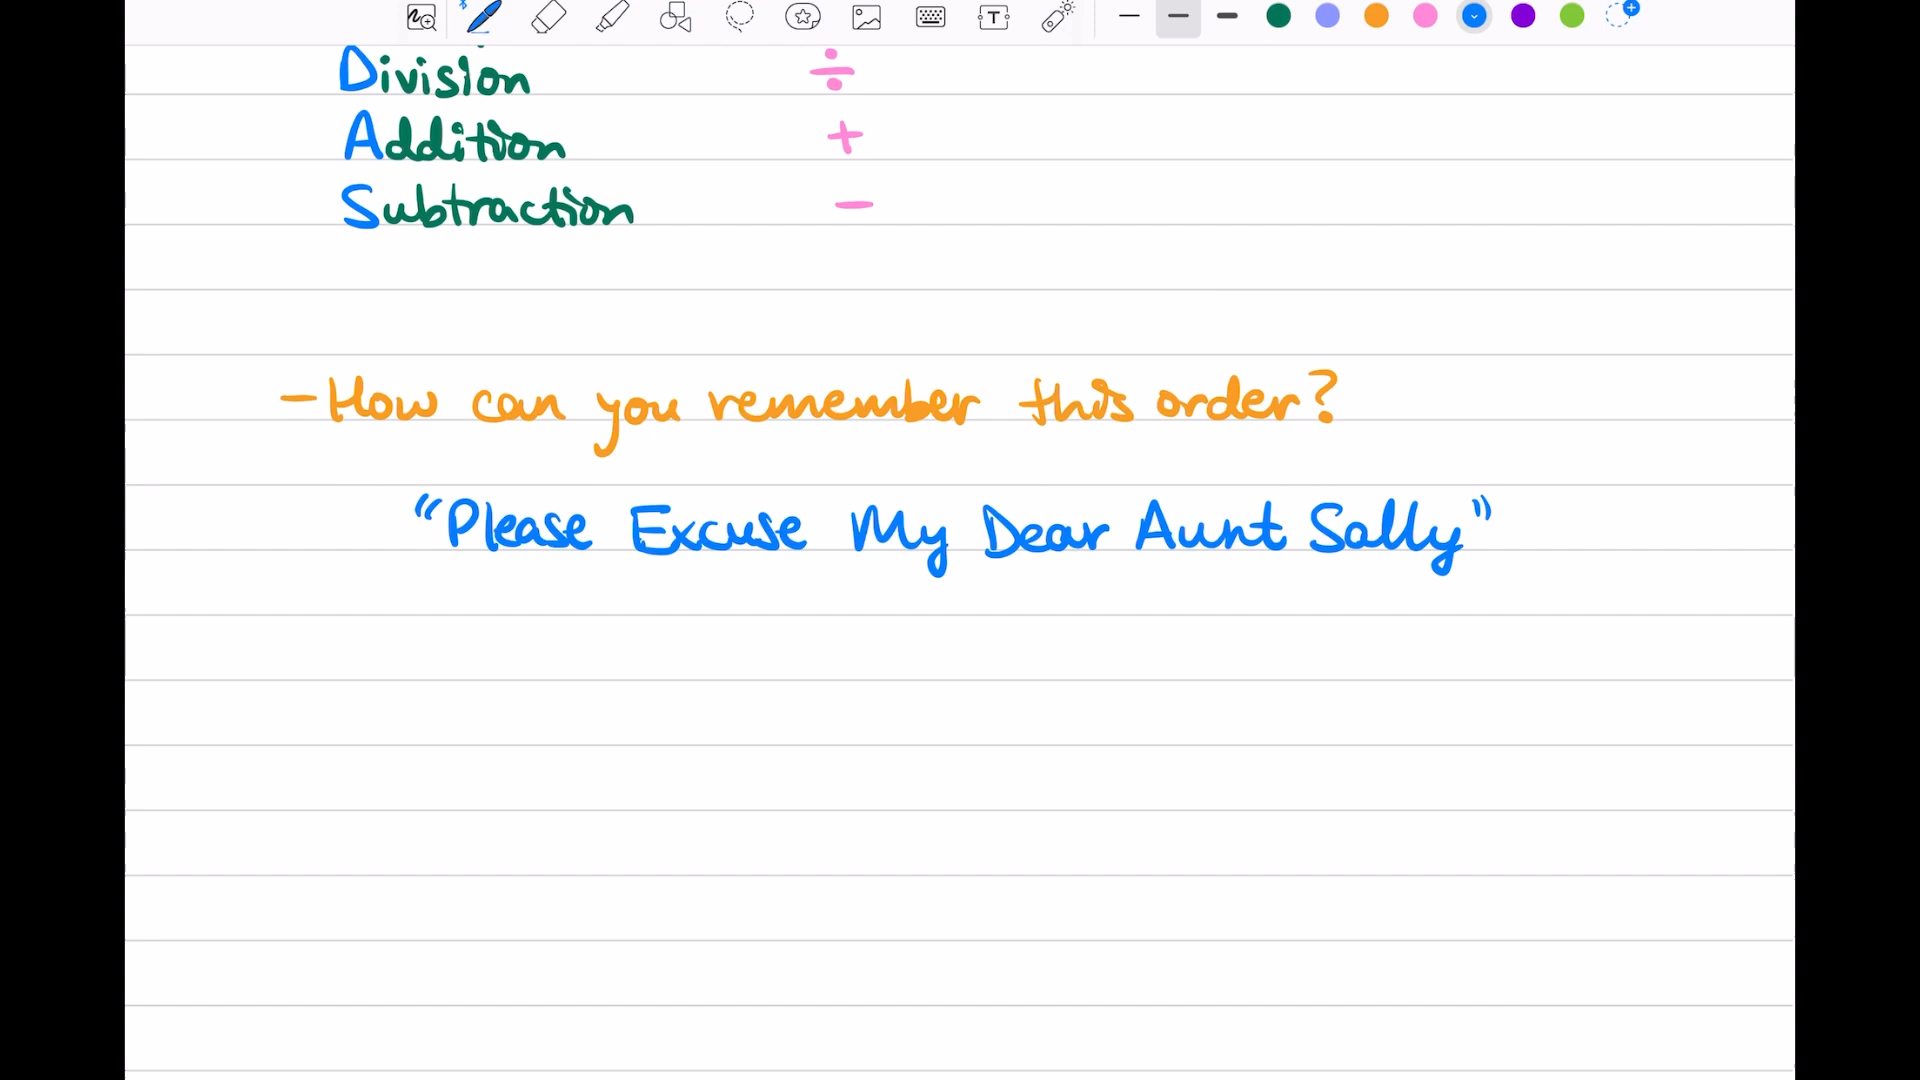 Division ÷
Addition +
Subtraction −
- How can you remember this order?
"Please Excuse My Dear Aunt Sally"